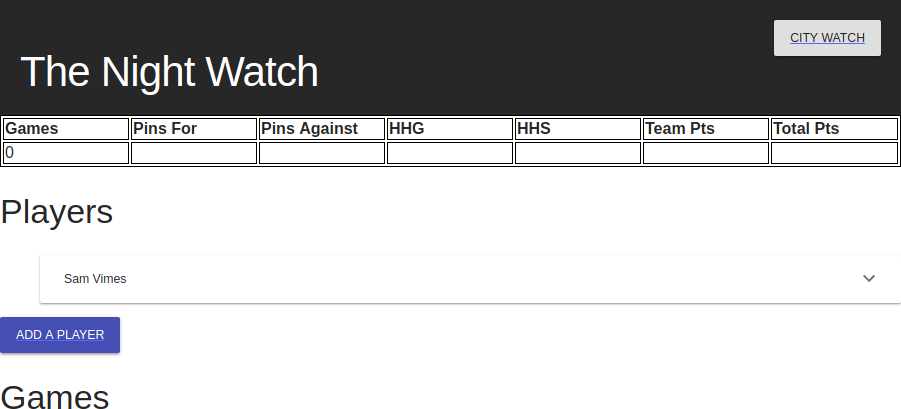 CITY WATCH
The Night Watch
Games Pins For Pins Against HHG HHS Team Pts Total Pts
0
Players
Sam Vimes
ADD A PLAYER
Games